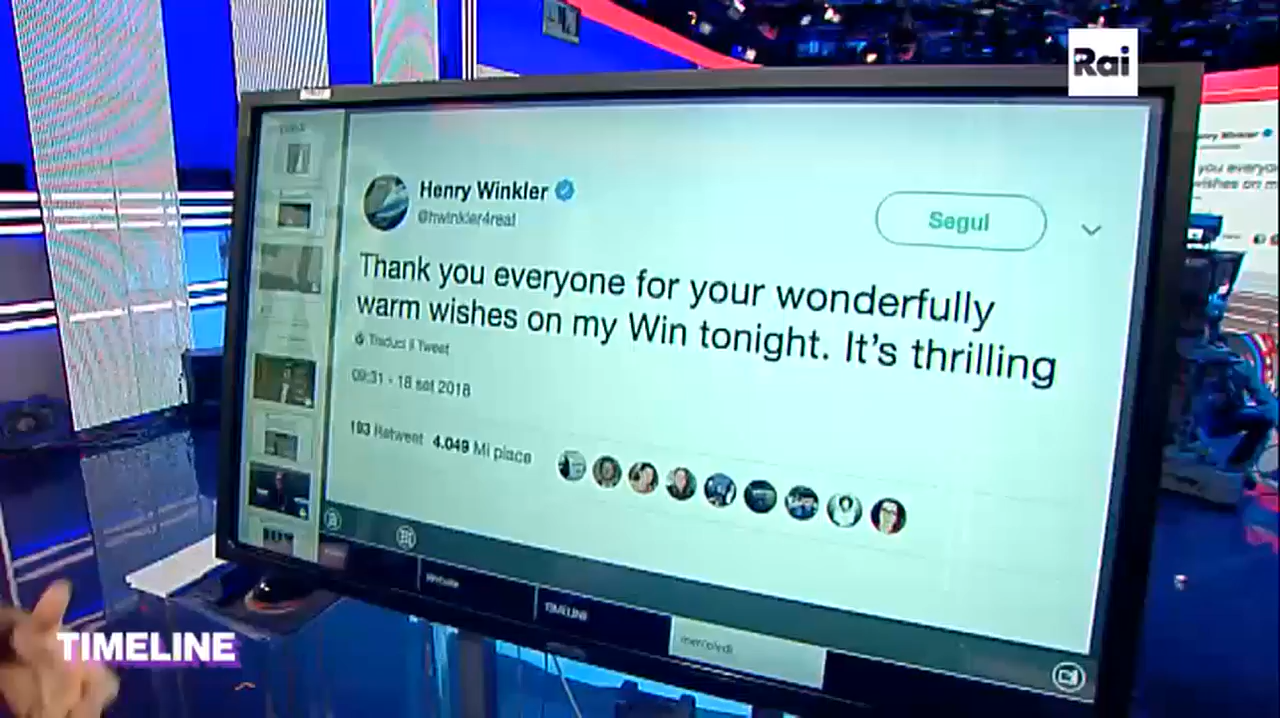 Rai
Henry Winkler
@hwinkler4real
Segui
Thank you everyone for your wonderfully
warm wishes on my Win tonight. It's thrilling
Traduci il Tweet
09:31 - 18 set 2018
193 Retweet 4.049 Mi piace
Website
TIMELINE
mercoledì
TIMELINE